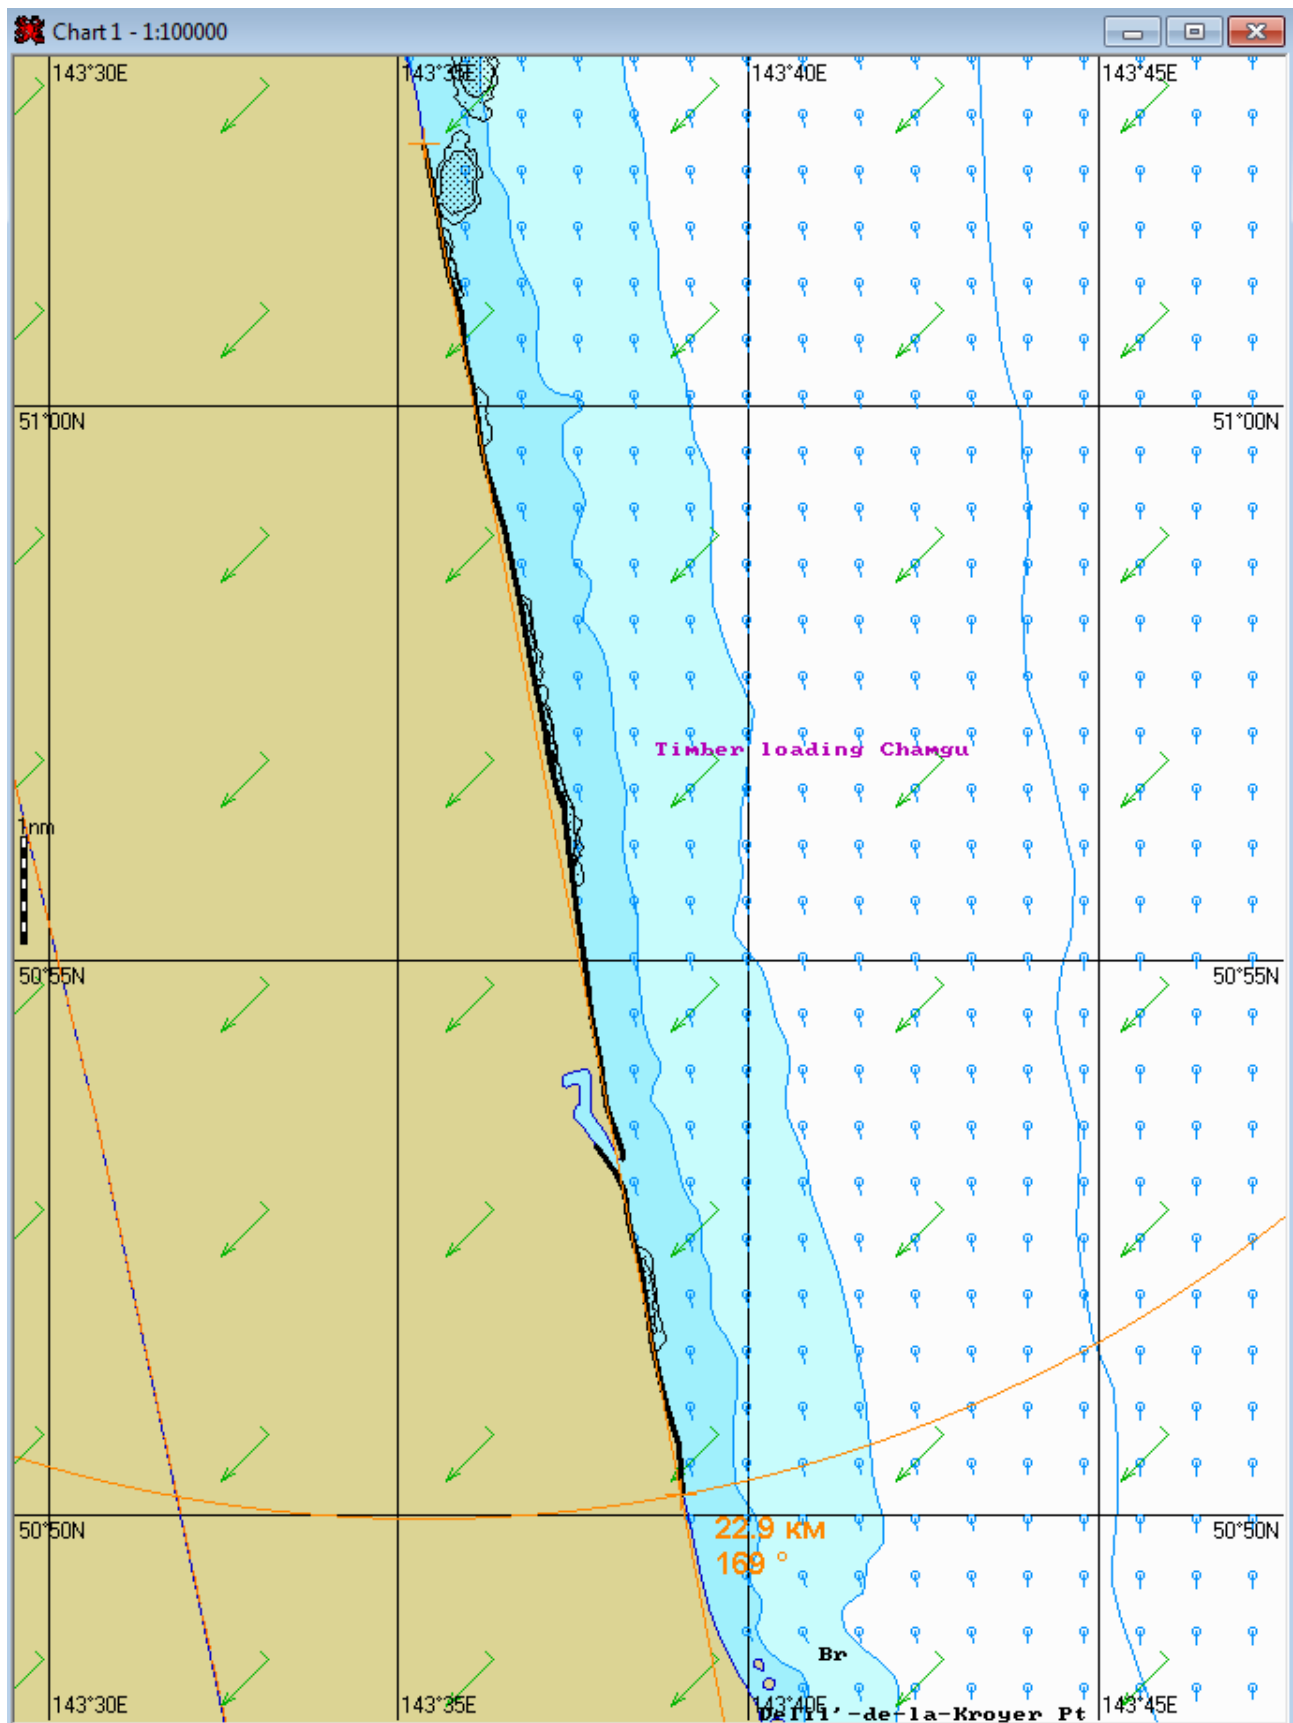 Chart 1 - 1:100000
143°30E 143°35E 143°40E 143°45E
51°00N 51°00N
Timber loading Chamgu
1nm
50°55N 50°55N
22.9 км
50°50N 50°50N
169 °
Br
143°30E 143°35E 143°40E 143°45E
-de-la-Kroyer Pt